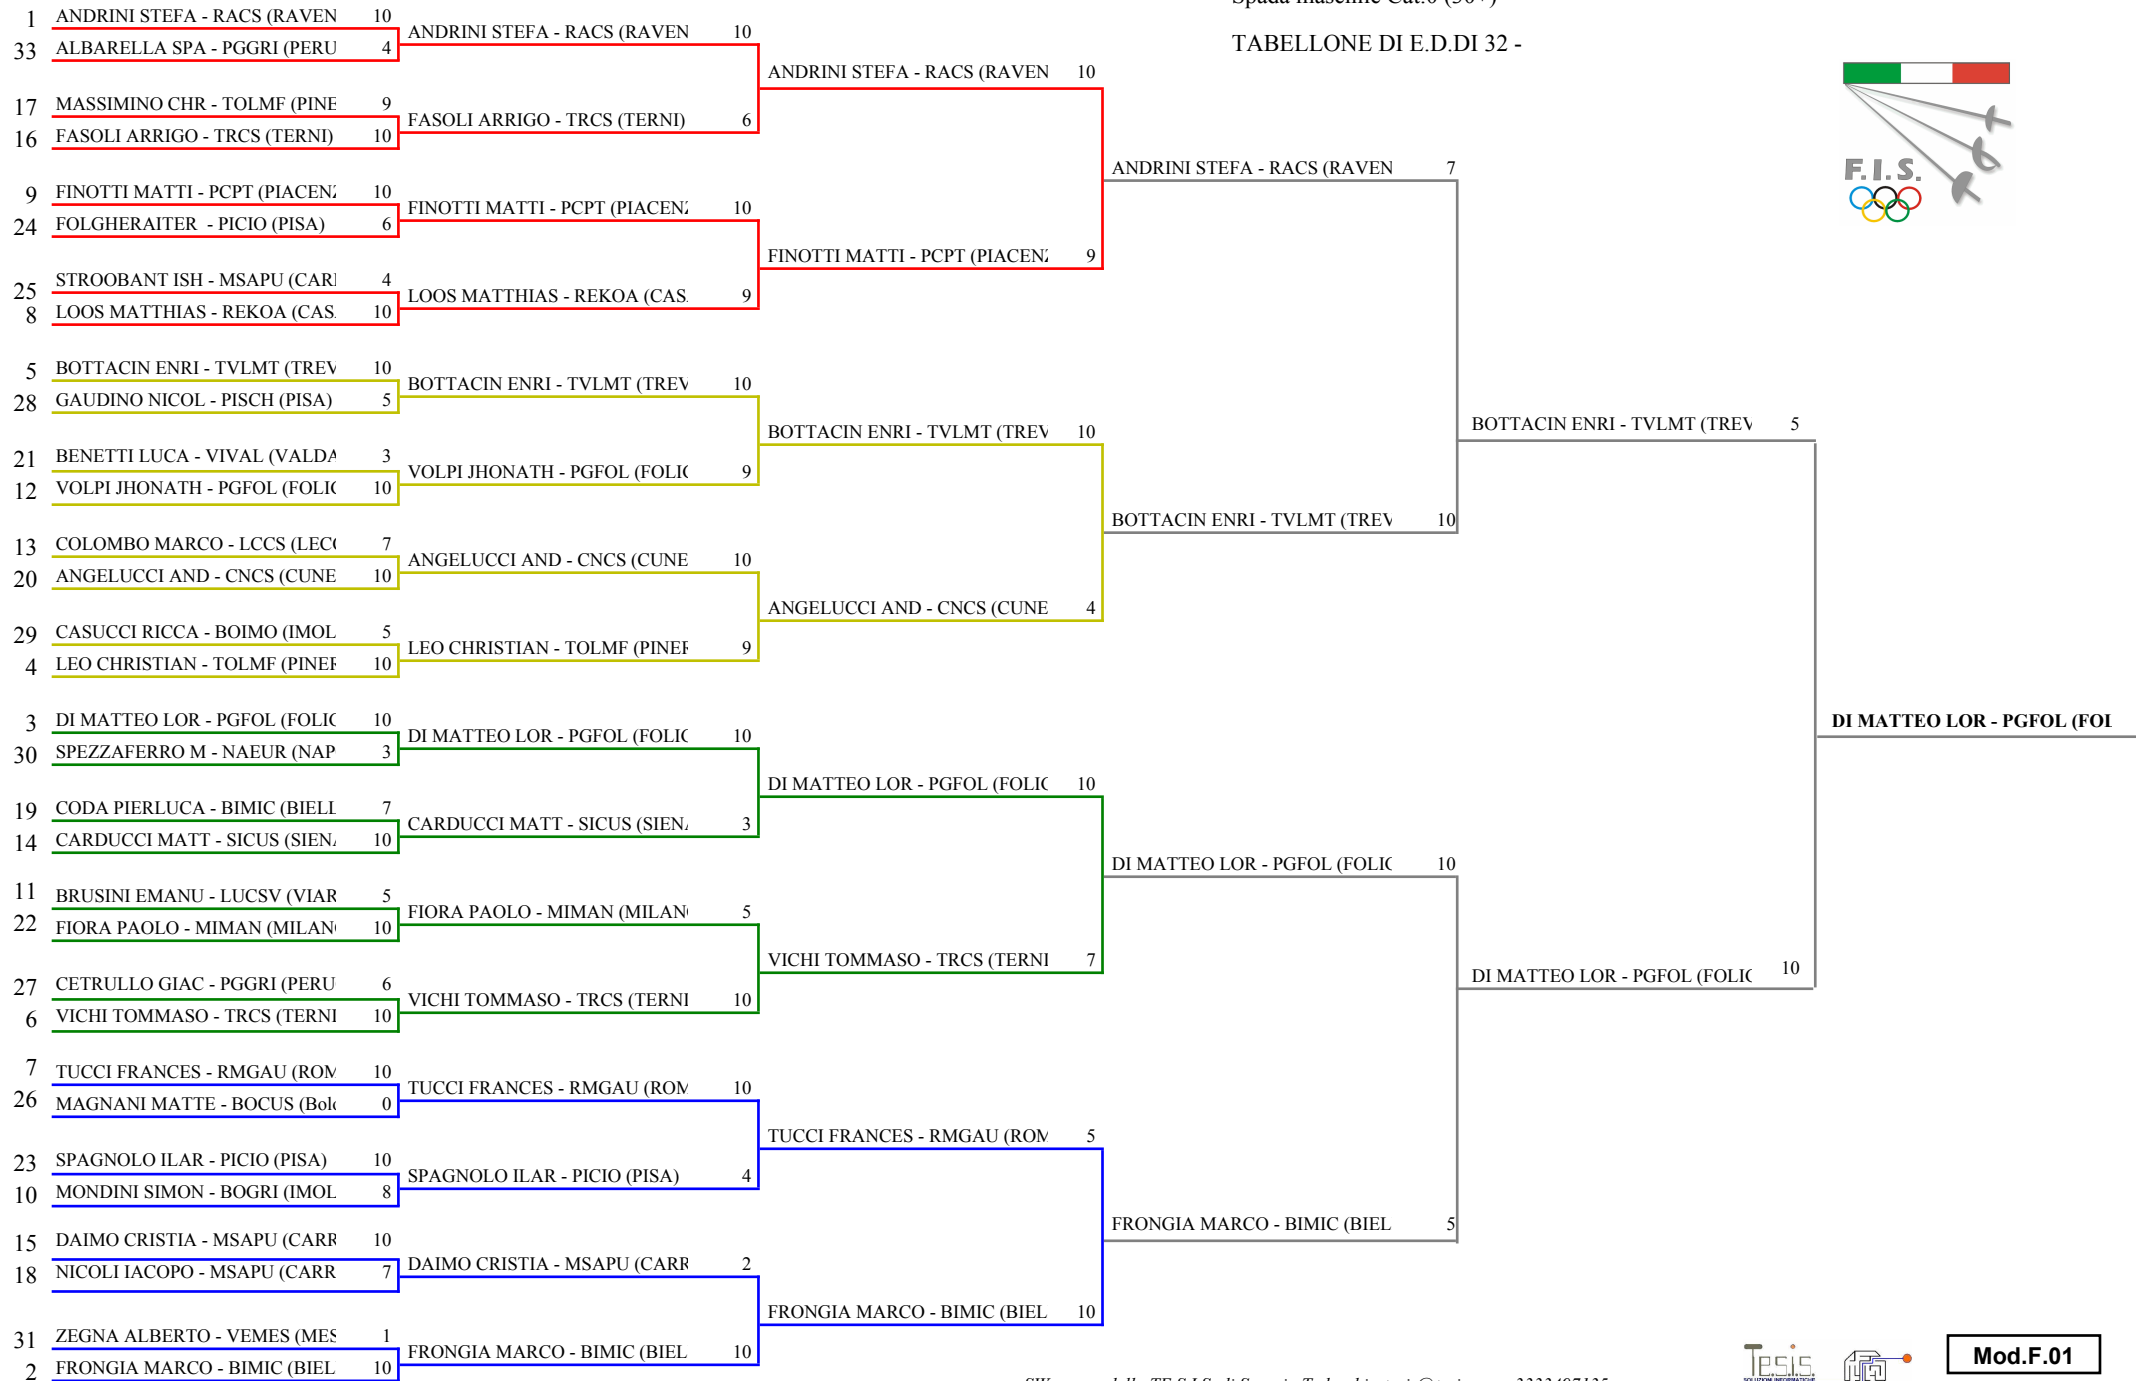 TABELLONE DI E.D.DI 32 -
F.I.S.
1 ANDRINI STEFA - RACS (RAVEN 10
33 ALBARELLA SPA - PGGRI (PERU 4
17 MASSIMINO CHR - TOLMF (PINE 9
16 FASOLI ARRIGO - TRCS (TERNI) 10
9 FINOTTI MATTI - PCPT (PIACEN 10
24 FOLGHERAITER - PICIO (PISA) 6
25 STROOBANT ISH - MSAPU (CAR 4
8 LOOS MATTHIAS - REKOA (CAS 10
5 BOTTACIN ENRI - TVLMT (TREV 10
28 GAUDINO NICOL - PISCH (PISA) 5
21 BENETTI LUCA - VIVAL (VALDA 3
12 VOLPI JHONATH - PGFOL (FOLI 10
13 COLOMBO MARCO - LCCS (LEC 7
20 ANGELUCCI AND - CNCS (CUNE 10
29 CASUCCI RICCA - BOIMO (IMOL 5
4 LEO CHRISTIAN - TOLMF (PINE 10
3 DI MATTEO LOR - PGFOL (FOLI 10
30 SPEZZAFERRO M - NAEUR (NAP 3
19 CODA PIERLUCA - BIMIC (BIELL 7
14 CARDUCCI MATT - SICUS (SIEN 10
11 BRUSINI EMANU - LUCSV (VIAR 5
22 FIORA PAOLO - MIMAN (MILAN 10
27 CETRULLO GIAC - PGGRI (PERU 6
6 VICHI TOMMASO - TRCS (TERNI 10
7 TUCCI FRANCES - RMGAU (ROM 10
26 MAGNANI MATTE - BOCUS (Bol 0
23 SPAGNOLO ILAR - PICIO (PISA) 10
10 MONDINI SIMON - BOGRI (IMOL 8
15 DAIMO CRISTIA - MSAPU (CARR 10
18 NICOLI IACOPO - MSAPU (CARR 7
31 ZEGNA ALBERTO - VEMES (MES 1
2 FRONGIA MARCO - BIMIC (BIEL 10
ANDRINI STEFA - RACS (RAVEN 10
FASOLI ARRIGO - TRCS (TERNI) 6
FINOTTI MATTI - PCPT (PIACEN 10
LOOS MATTHIAS - REKOA (CAS 9
BOTTACIN ENRI - TVLMT (TREV 10
VOLPI JHONATH - PGFOL (FOLI 9
ANGELUCCI AND - CNCS (CUNE 10
LEO CHRISTIAN - TOLMF (PINE 9
DI MATTEO LOR - PGFOL (FOLI 10
CARDUCCI MATT - SICUS (SIEN 3
FIORA PAOLO - MIMAN (MILAN 5
VICHI TOMMASO - TRCS (TERNI 10
TUCCI FRANCES - RMGAU (ROM 10
SPAGNOLO ILAR - PICIO (PISA) 4
DAIMO CRISTIA - MSAPU (CARR 2
FRONGIA MARCO - BIMIC (BIEL 10
ANDRINI STEFA - RACS (RAVEN 10
FINOTTI MATTI - PCPT (PIACEN 9
BOTTACIN ENRI - TVLMT (TREV 10
ANGELUCCI AND - CNCS (CUNE 4
DI MATTEO LOR - PGFOL (FOLI 10
VICHI TOMMASO - TRCS (TERNI 7
TUCCI FRANCES - RMGAU (ROM 5
FRONGIA MARCO - BIMIC (BIEL 10
ANDRINI STEFA - RACS (RAVEN 7
BOTTACIN ENRI - TVLMT (TREV 10
DI MATTEO LOR - PGFOL (FOLI 10
FRONGIA MARCO - BIMIC (BIEL 5
BOTTACIN ENRI - TVLMT (TREV 5
DI MATTEO LOR - PGFOL (FOLI 10
DI MATTEO LOR - PGFOL (FOL
Te.s.i.s.
Mod.F.01